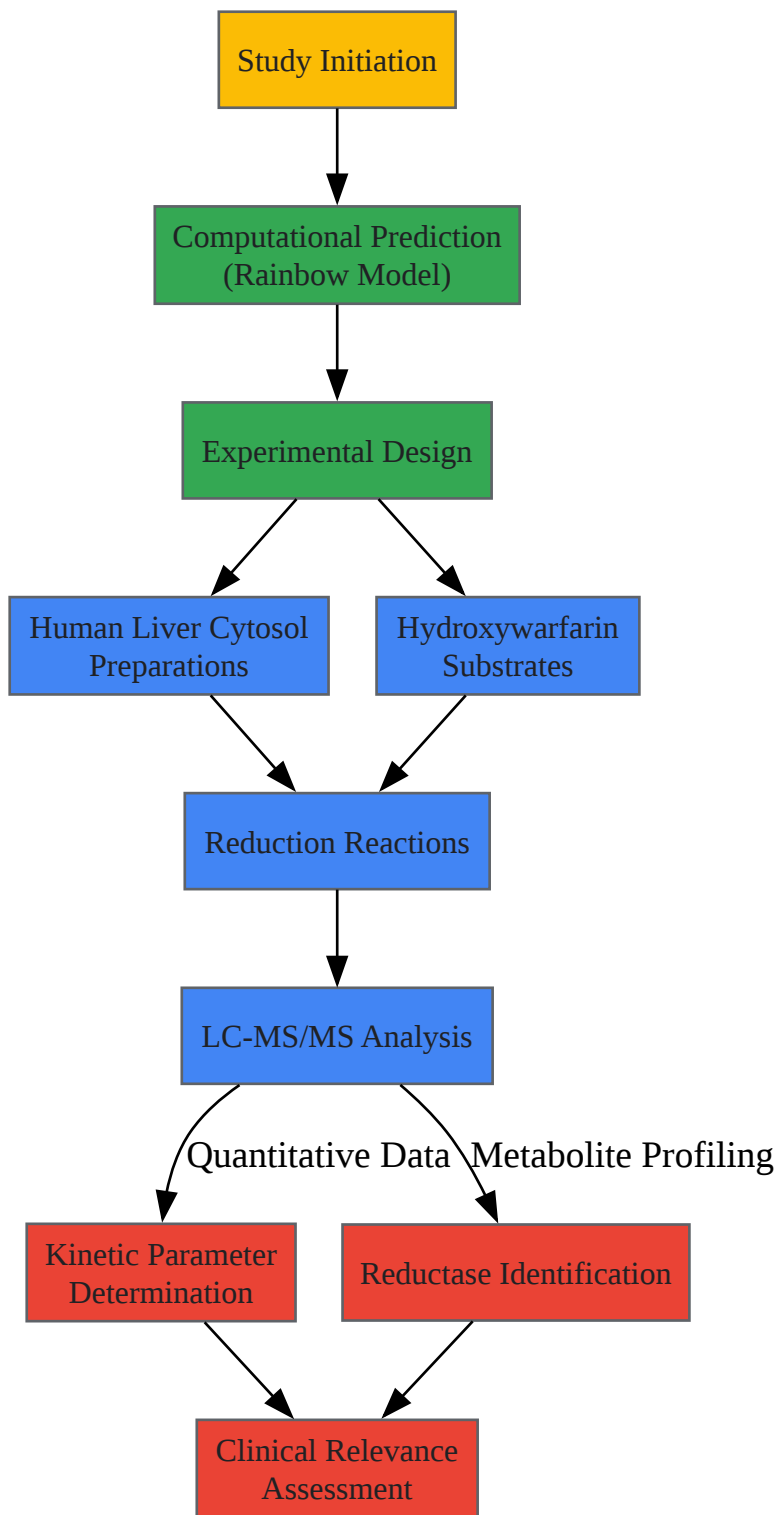 Study Initiation
Computational Prediction
(Rainbow Model)
Experimental Design
Human Liver Cytosol
Preparations
Hydroxywarfarin
Substrates
Reduction Reactions
LC-MS/MS Analysis
Quantitative Data
Metabolite Profiling
Kinetic Parameter
Determination
Reductase Identification
Clinical Relevance
Assessment